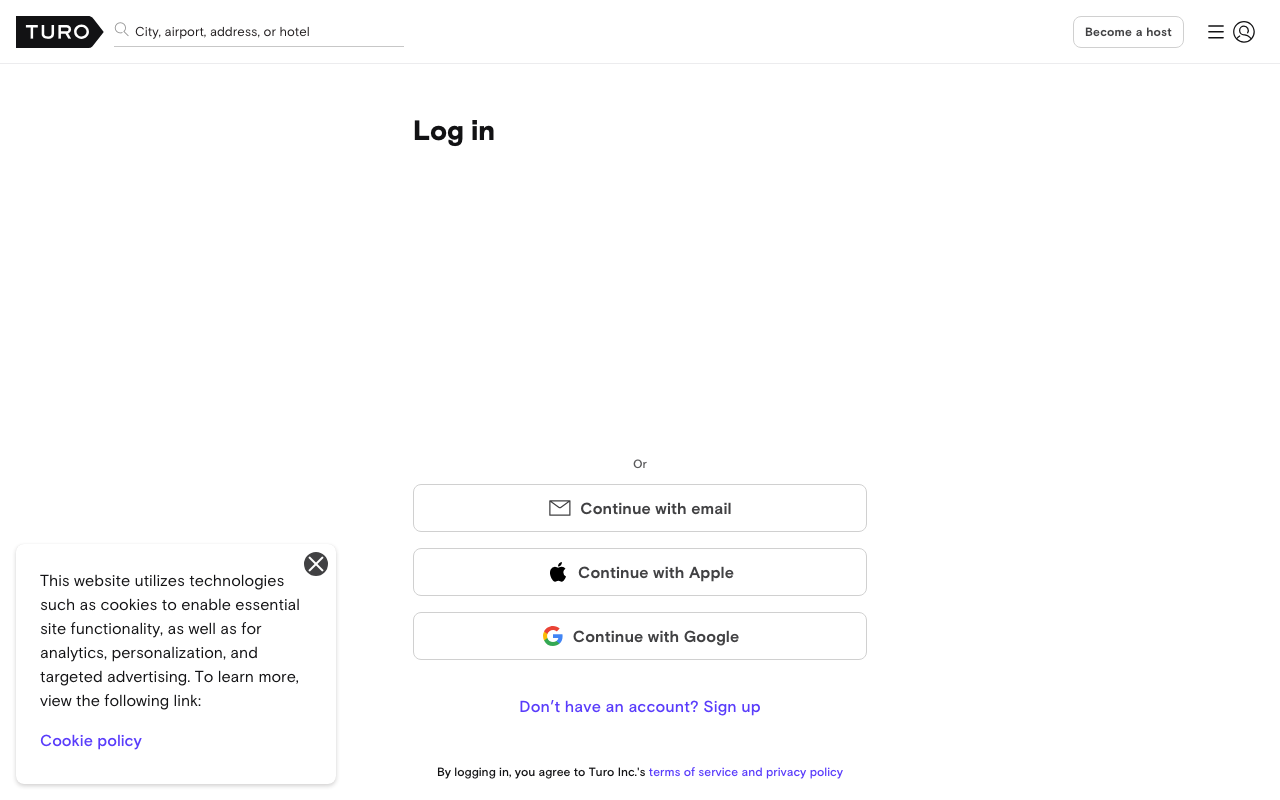 TURO
City, airport, address, or hotel
Become a host
Log in
Or
Continue with email
Continue with Apple
Continue with Google
Don’t have an account? Sign up
By logging in, you agree to Turo Inc.'s terms of service and privacy policy
This website utilizes technologies
such as cookies to enable essential
site functionality, as well as for
analytics, personalization, and
targeted advertising. To learn more,
view the following link:
Cookie policy